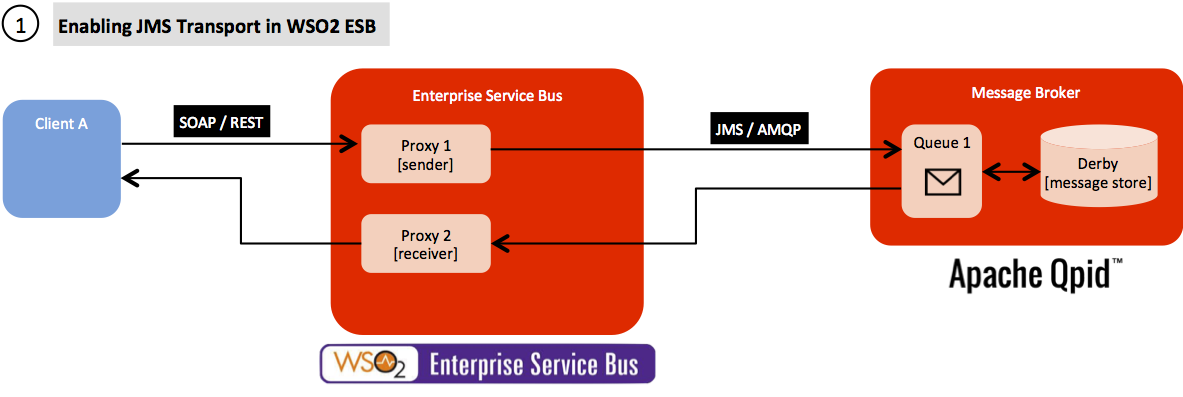 1
Enabling JMS Transport in WSO2 ESB
Client A
SOAP / REST
Enterprise Service Bus
Proxy 1
[sender]
Proxy 2
[receiver]
JMS / AMQP
Message Broker
Queue 1
Derby
[message store]
Apache Qpid™
WSO2 Enterprise Service Bus